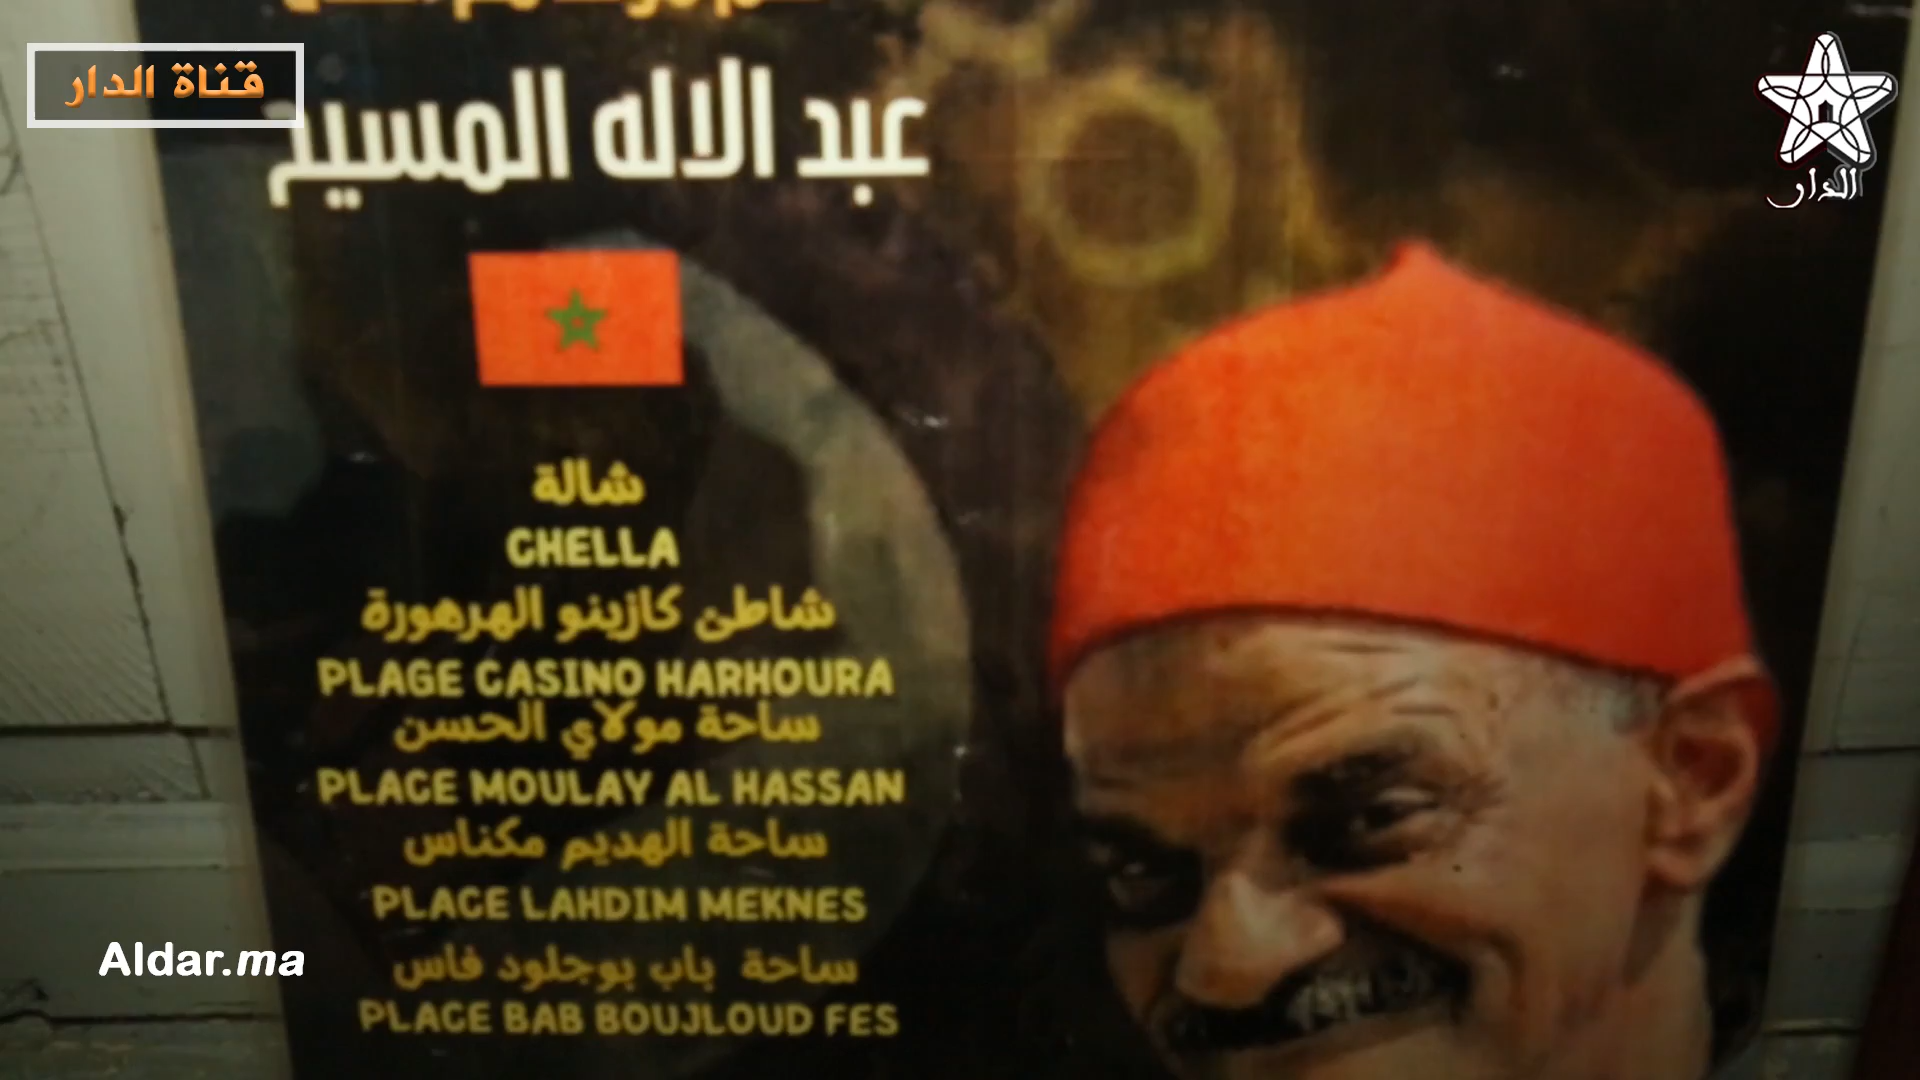 قناة الدار
الدار
عبد الاله المسيح
شالة
CHELLA
شاطئ كازينو الهرهورة
PLAGE CASINO HARHOURA
ساحة مولاي الحسن
PLACE MOULAY AL HASSAN
ساحة الهديم مكناس
PLACE LAHDIM MEKNES
ساحة باب بوجلود فاس
PLACE BAB BOUJLOUD FES
Aldar.ma